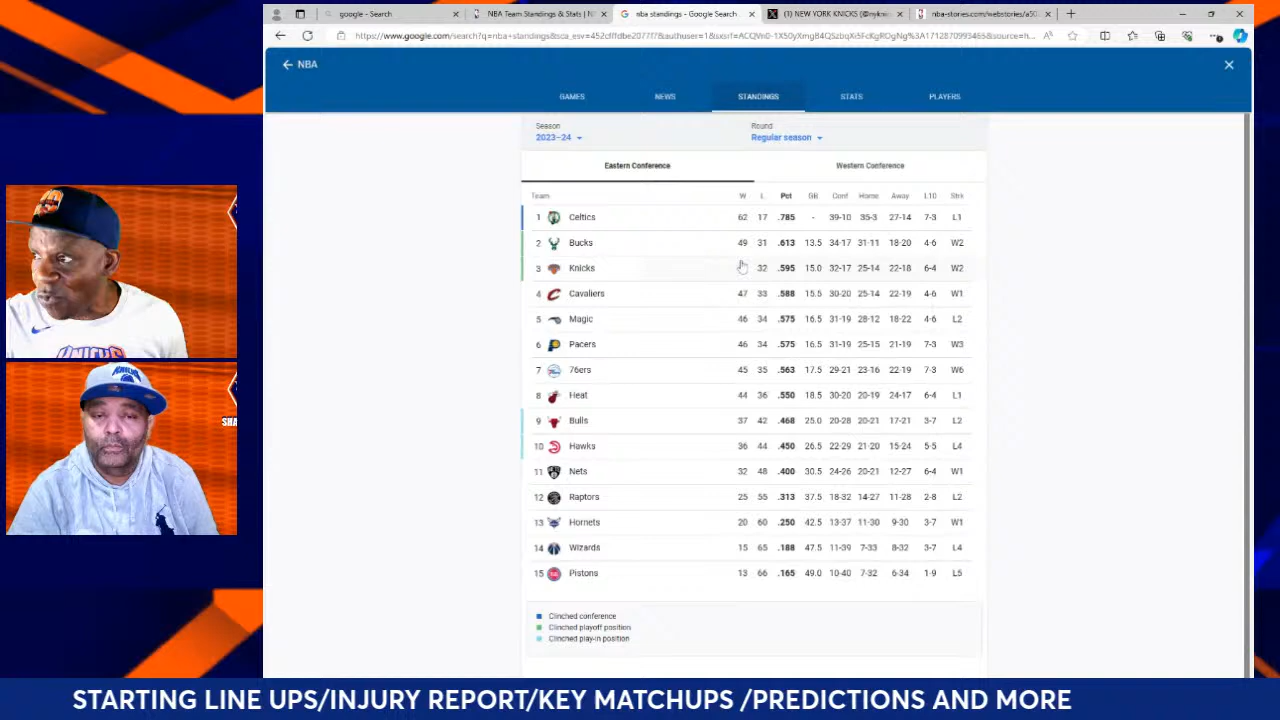 google - Search
NBA Team Standings & Stats | N
nba standings - Google Search
(1) NEW YORK KNICKS (@nykni
nba-stories.com/webstories/a50
NBA
GAMES NEWS STANDINGS STATS PLAYERS
Season Round
2023–24 Regular season
Eastern Conference Western Conference
Team W L Pct GB Conf Home Away L10 Strk
1 Celtics 62 17 .785 - 39-10 35-3 27-14 7-3 L1
2 Bucks 49 31 .613 13.5 34-17 31-11 18-20 4-6 W2
3 Knicks 32 .595 15.0 32-17 25-14 22-18 6-4 W2
4 Cavaliers 47 33 .588 15.5 30-20 25-14 22-19 4-6 W1
5 Magic 46 34 .575 16.5 31-19 28-12 18-22 4-6 L2
6 Pacers 46 34 .575 16.5 31-19 25-15 21-19 7-3 W3
7 76ers 45 35 .563 17.5 29-21 23-16 22-19 7-3 W6
8 Heat 44 36 .550 18.5 30-20 20-19 24-17 6-4 L1
9 Bulls 37 42 .468 25.0 20-28 20-21 17-21 3-7 L2
10 Hawks 36 44 .450 26.5 22-29 21-20 15-24 5-5 L4
11 Nets 32 48 .400 30.5 24-26 20-21 12-27 6-4 W1
12 Raptors 25 55 .313 37.5 18-32 14-27 11-28 2-8 L2
13 Hornets 20 60 .250 42.5 13-37 11-30 9-30 3-7 W1
14 Wizards 15 65 .188 47.5 11-39 7-33 8-32 3-7 L4
15 Pistons 13 66 .165 49.0 10-40 7-32 6-34 1-9 L5
Clinched conference
Clinched playoff position
Clinched play-in position
KNICKS
SHA
STARTING LINE UPS/INJURY REPORT/KEY MATCHUPS /PREDICTIONS AND MORE